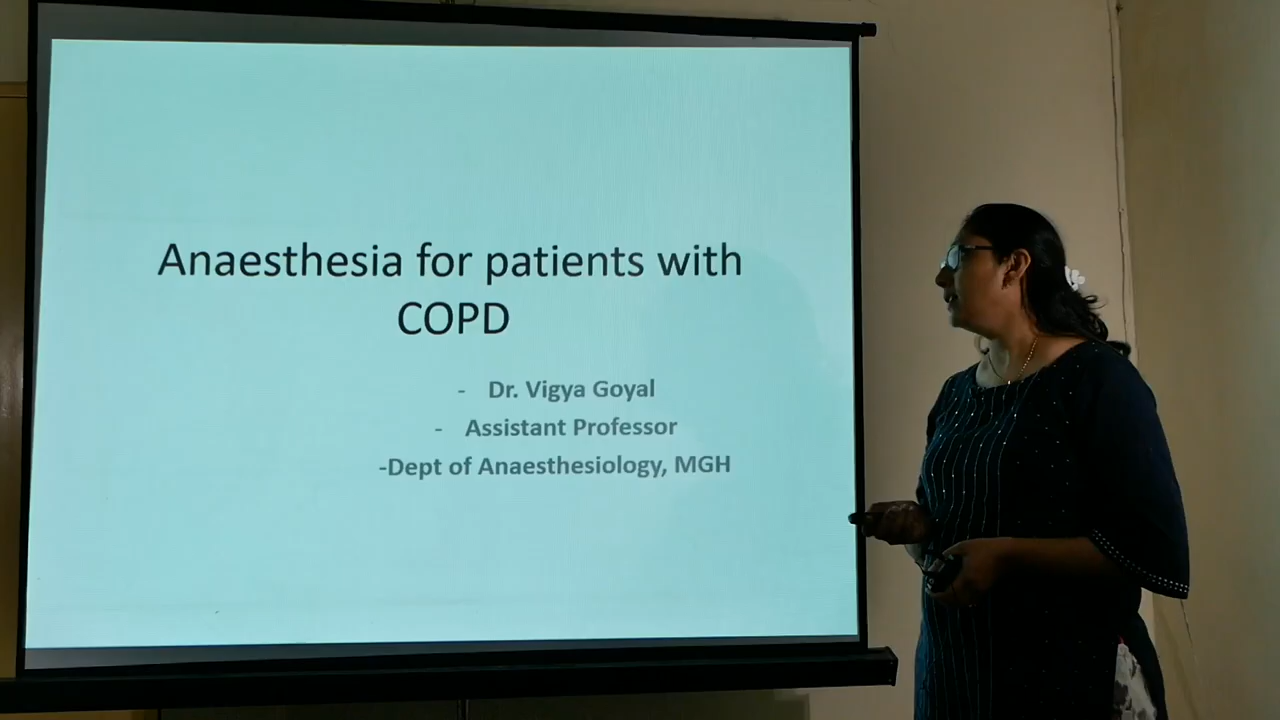 Anaesthesia for patients with
COPD
- Dr. Vigya Goyal
- Assistant Professor
-Dept of Anaesthesiology, MGH